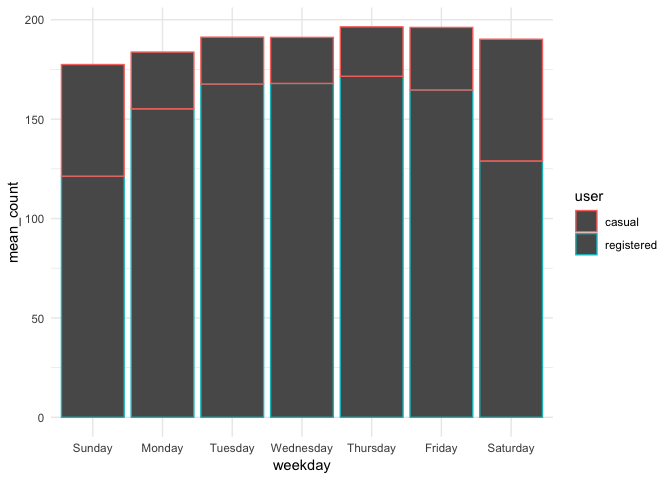 200
150
100
50
0
mean_count
Sunday Monday Tuesday Wednesday Thursday Friday Saturday
weekday
user
casual
registered